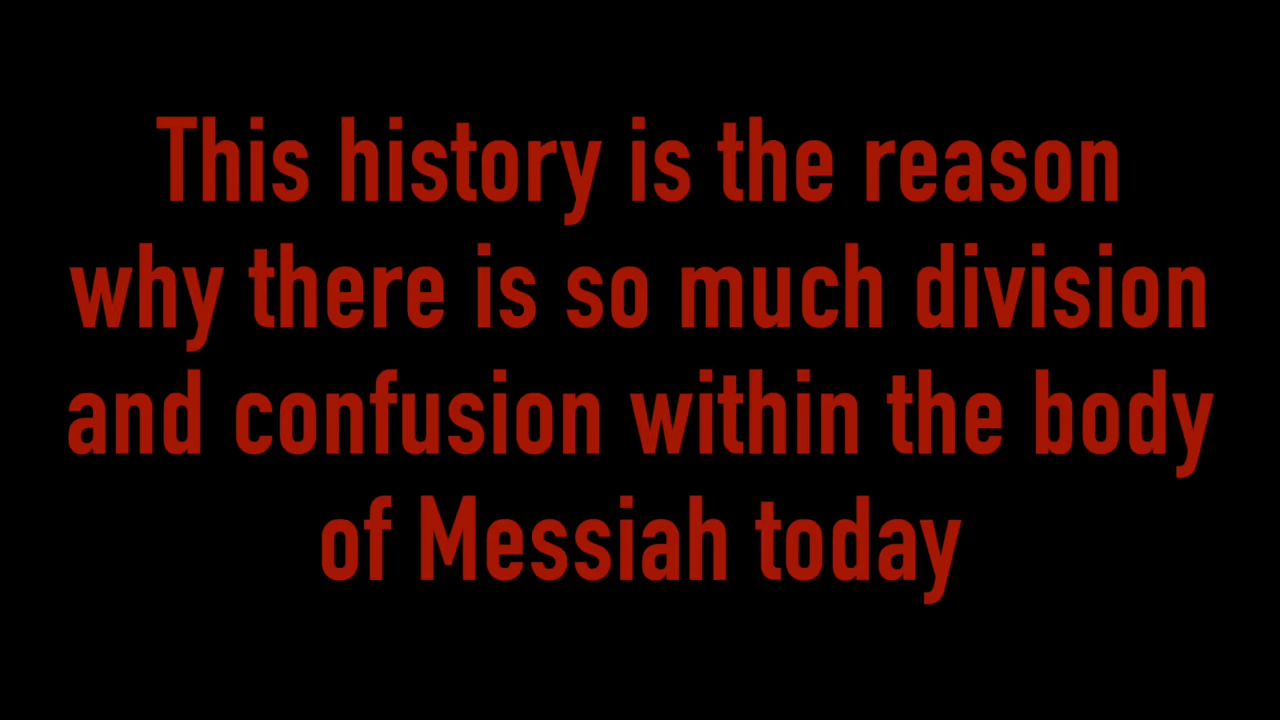 This history is the reason
why there is so much division
and confusion within the body
of Messiah today